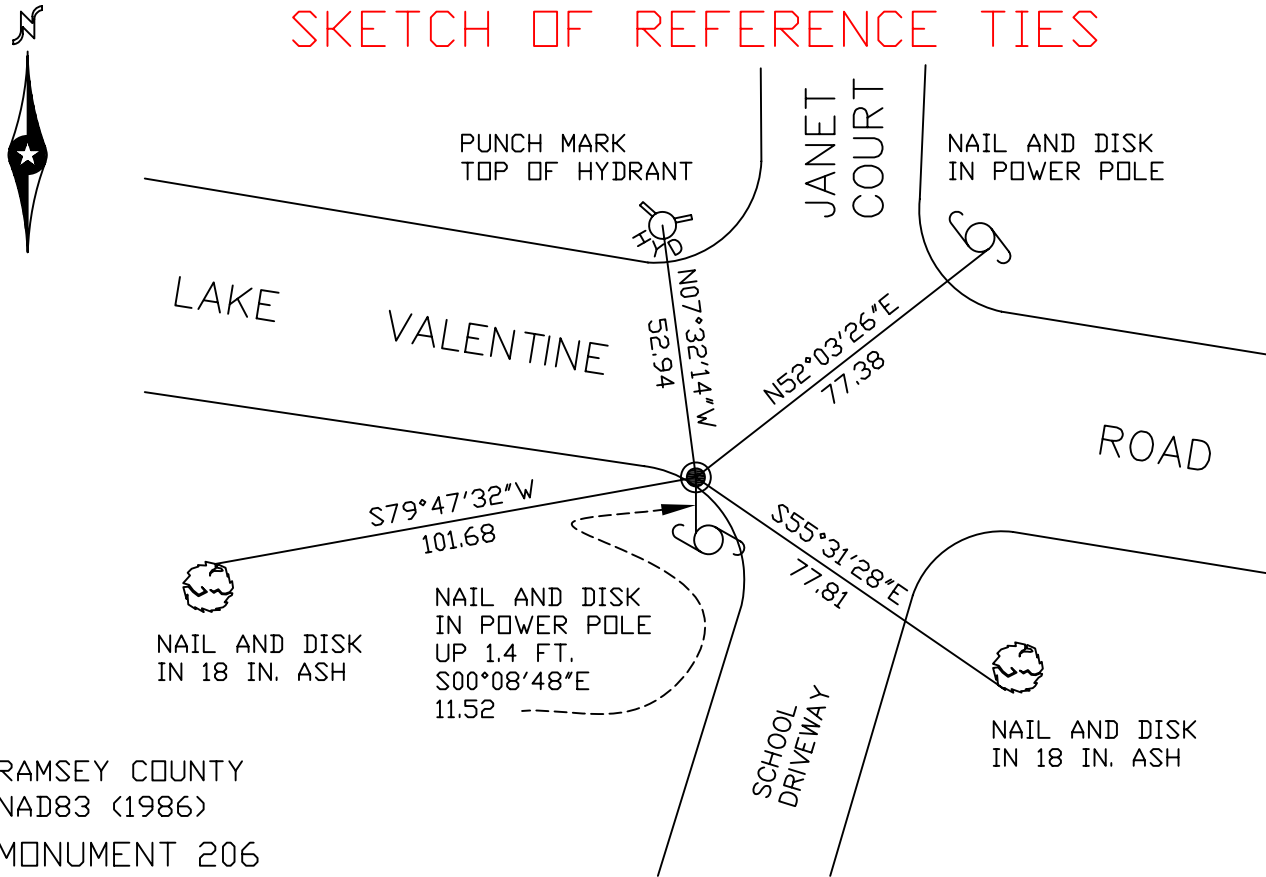 N
SKETCH OF REFERENCE TIES
JANET
COURT
PUNCH MARK
TOP OF HYDRANT
NAIL AND DISK
IN POWER POLE
HYD
LAKE VALENTINE
N07°32'14"W
52.94
N52°03'26"E
77.38
ROAD
S79°47'32"W
101.68
S55°31'28"E
77.81
NAIL AND DISK
IN POWER POLE
UP 1.4 FT.
S00°08'48"E
11.52
NAIL AND DISK
IN 18 IN. ASH
SCHOOL
DRIVEWAY
NAIL AND DISK
IN 18 IN. ASH
RAMSEY COUNTY
NAD83 (1986)
MONUMENT 206